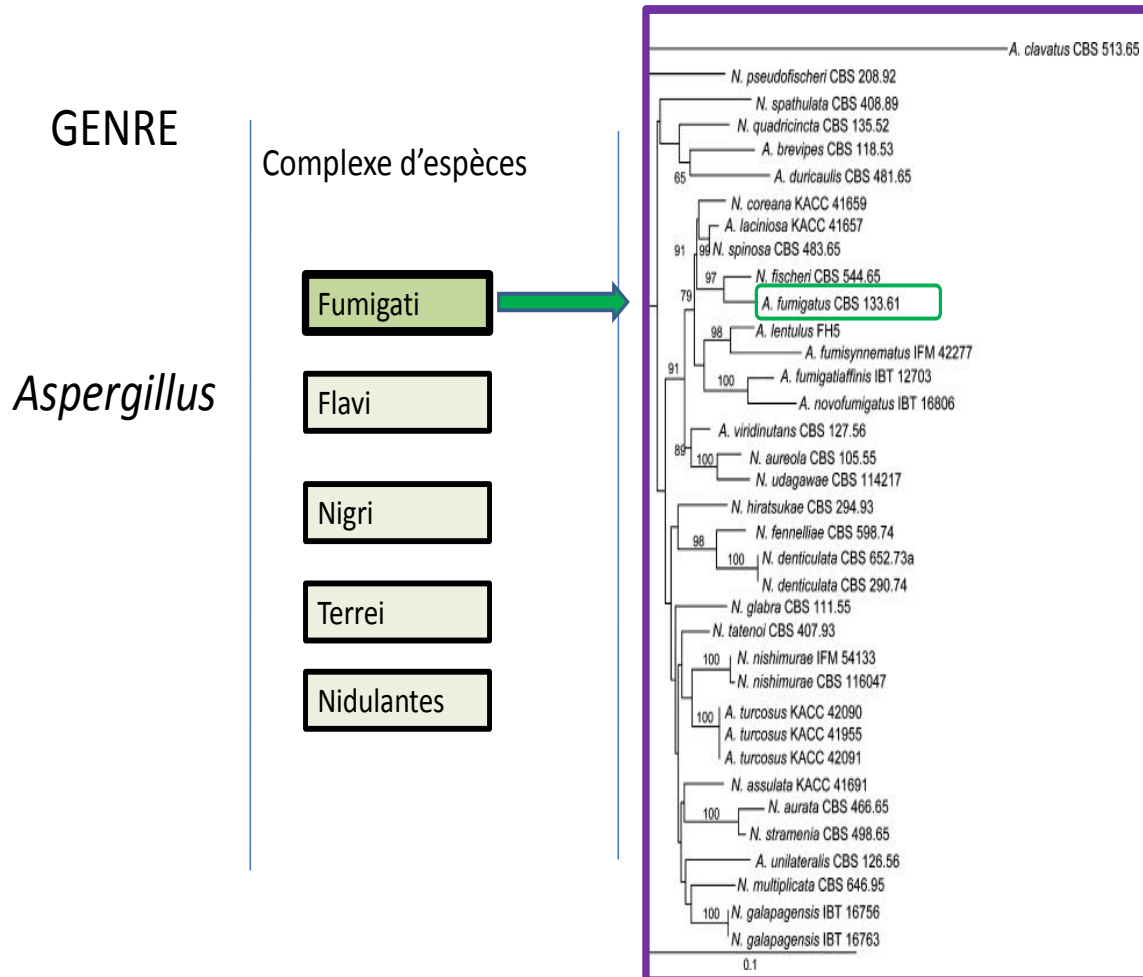 GENRE
Aspergillus
Complexe d'espèces
Fumigati
Flavi
Nigri
Terrei
Nidulantes
A. clavatus CBS 513.65
N. pseudofischeri CBS 208.92
N. spathulata CBS 408.89
N. quadricincta CBS 135.52
A. brevipes CBS 118.53
65
A. duricaulis CBS 481.65
N. coreana KACC 41659
A. laciniosa KACC 41657
91
99
N. spinosa CBS 483.65
97
N. fischeri CBS 544.65
79
A. fumigatus CBS 133.61
98
A. lentulus FH5
A. fumisynnematus IFM 42277
91
100
A. fumigatiaffinis IBT 12703
A. novofumigatus IBT 16806
A. viridinutans CBS 127.56
89
100
N. aureola CBS 105.55
N. udagawae CBS 114217
N. hiratsukae CBS 294.93
N. fennelliae CBS 598.74
98
100
N. denticulata CBS 652.73a
N. denticulata CBS 290.74
N. glabra CBS 111.55
N. tatenoi CBS 407.93
100
N. nishimurae IFM 54133
N. nishimurae CBS 116047
100
A. turcosus KACC 42090
A. turcosus KACC 41955
A. turcosus KACC 42091
N. assulata KACC 41691
100
N. aurata CBS 466.65
N. stramenia CBS 498.65
A. unilateralis CBS 126.56
N. multiplicata CBS 646.95
100
N. galapagensis IBT 16756
N. galapagensis IBT 16763
0.1